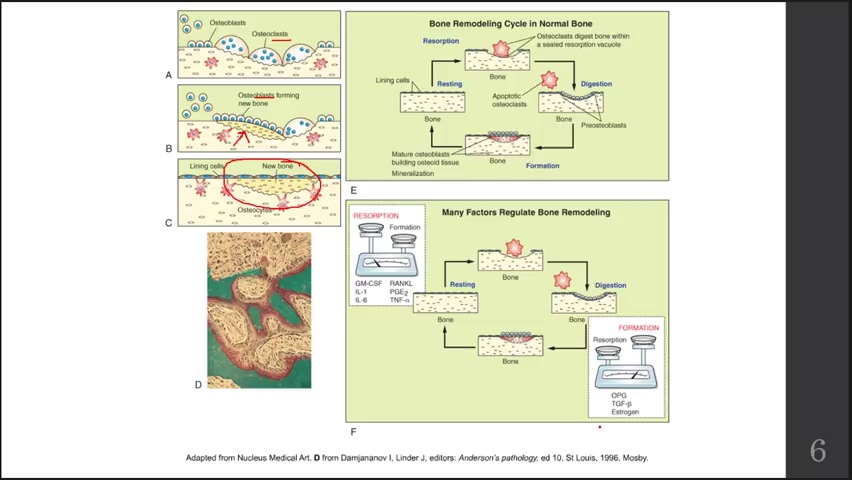 Osteoblasts
Osteoclasts
A
Osteoblasts forming
new bone
B
Lining cells
New bone
Osteocytes
C
D
Bone Remodeling Cycle in Normal Bone
Resorption
Osteoclasts digest bone within
a sealed resorption vacuole
Bone
Lining cells
Resting
Apoptotic
osteoclasts
Digestion
Bone
Bone
Preosteoblasts
Mature osteoblasts
building osteoid tissue
Bone
Formation
Mineralization
E
Many Factors Regulate Bone Remodeling
RESORPTION
Formation
GM-CSF RANKL
IL-1 PGE2
IL-6 TNF-α
Bone
Resting
Digestion
Bone
Bone
Bone
FORMATION
Resorption
OPG
TGF-β
Estrogen
F
Adapted from Nucleus Medical Art. D from Damjananov I, Linder J, editors: Anderson's pathology, ed 10, St Louis, 1996, Mosby.
6